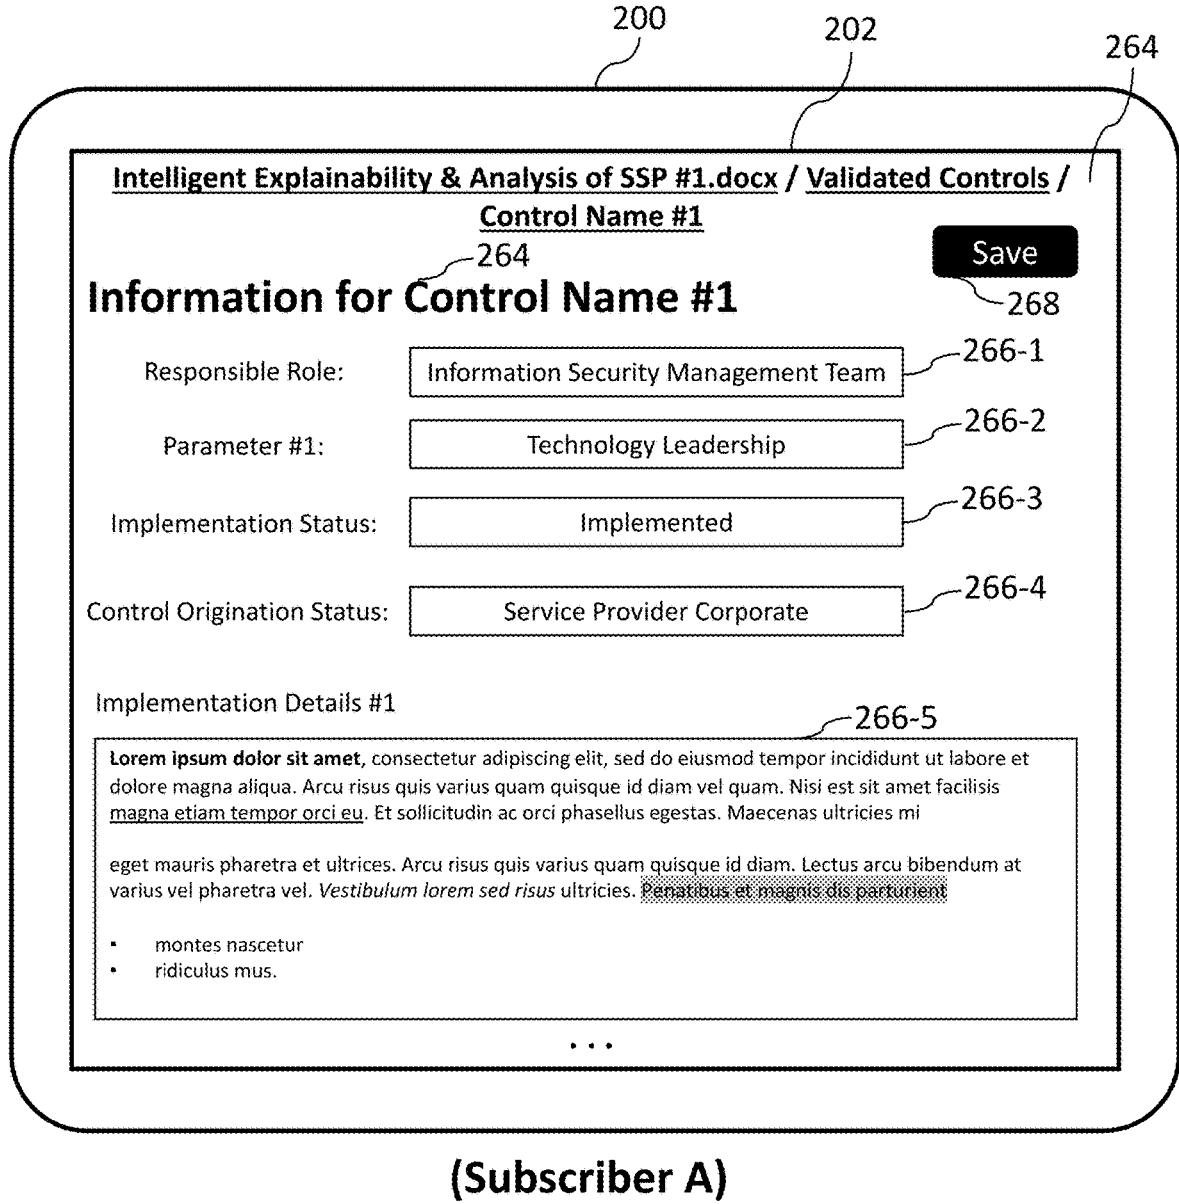 200
202
264
Intelligent Explainability & Analysis of SSP #1.docx / Validated Controls /
Control Name #1
264
Save
268
Information for Control Name #1
Responsible Role: Information Security Management Team 266-1
Parameter #1: Technology Leadership 266-2
Implementation Status: Implemented 266-3
Control Origination Status: Service Provider Corporate 266-4
Implementation Details #1
266-5
Lorem ipsum dolor sit amet, consectetur adipiscing elit, sed do eiusmod tempor incididunt ut labore et
dolore magna aliqua. Arcu risus quis varius quam quisque id diam vel quam. Nisi est sit amet facilisis
magna etiam tempor orci eu. Et sollicitudin ac orci phasellus egestas. Maecenas ultricies mi
eget mauris pharetra et ultrices. Arcu risus quis varius quam quisque id diam. Lectus arcu bibendum at
varius vel pharetra vel. Vestibulum lorem sed risus ultricies. Penatibus et magnis dis parturient
• montes nascetur
• ridiculus mus.
...
(Subscriber A)